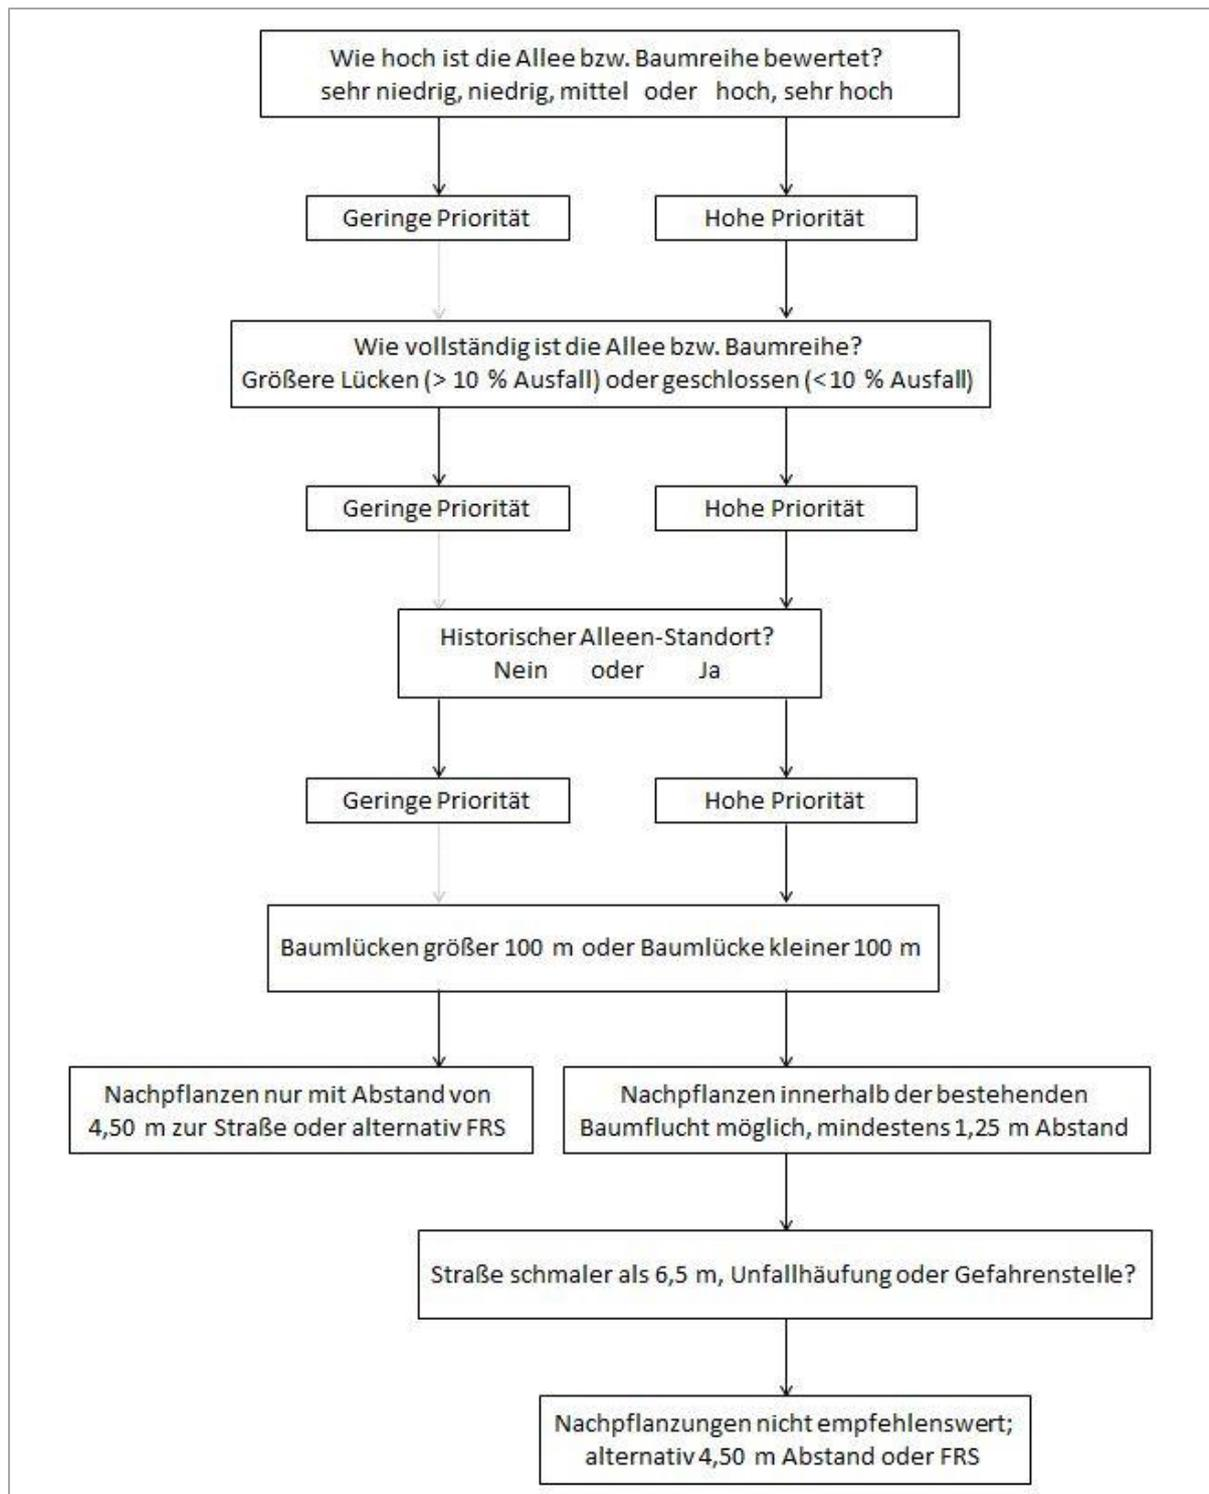 Wie hoch ist die Allee bzw. Baumreihe bewertet?
sehr niedrig, niedrig, mittel oder hoch, sehr hoch
Geringe Priorität
Hohe Priorität
Wie vollständig ist die Allee bzw. Baumreihe?
Größere Lücken (> 10 % Ausfall) oder geschlossen (<10 % Ausfall)
Geringe Priorität
Hohe Priorität
Historischer Alleen-Standort?
Nein oder Ja
Geringe Priorität
Hohe Priorität
Baumlücken größer 100 m oder Baumlücke kleiner 100 m
Nachpflanzen nur mit Abstand von
4,50 m zur Straße oder alternativ FRS
Nachpflanzen innerhalb der bestehenden
Baumflucht möglich, mindestens 1,25 m Abstand
Straße schmaler als 6,5 m, Unfallhäufung oder Gefahrenstelle?
Nachpflanzungen nicht empfehlenswert;
alternativ 4,50 m Abstand oder FRS